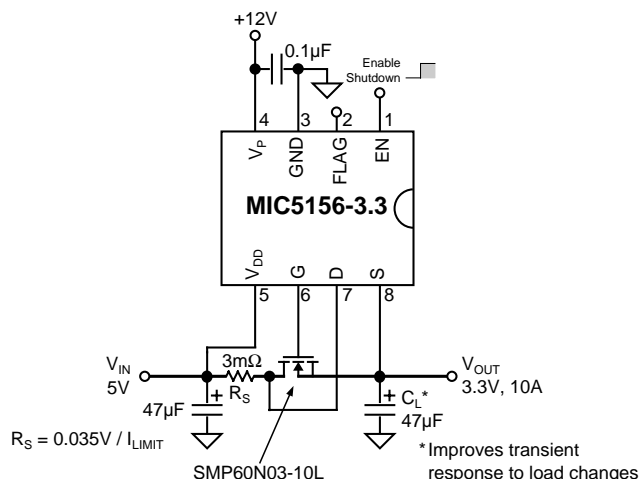 +12V
0.1µF
Enable
Shutdown
4 3 2 1
VP
GND
FLAG
EN
MIC5156-3.3
VDD
G
D
S
5 6 7 8
VIN
5V
3mΩ
RS
VOUT
3.3V, 10A
+
47µF
+
CL*
47µF
RS = 0.035V / ILIMIT
SMP60N03-10L
*Improves transient
response to load changes